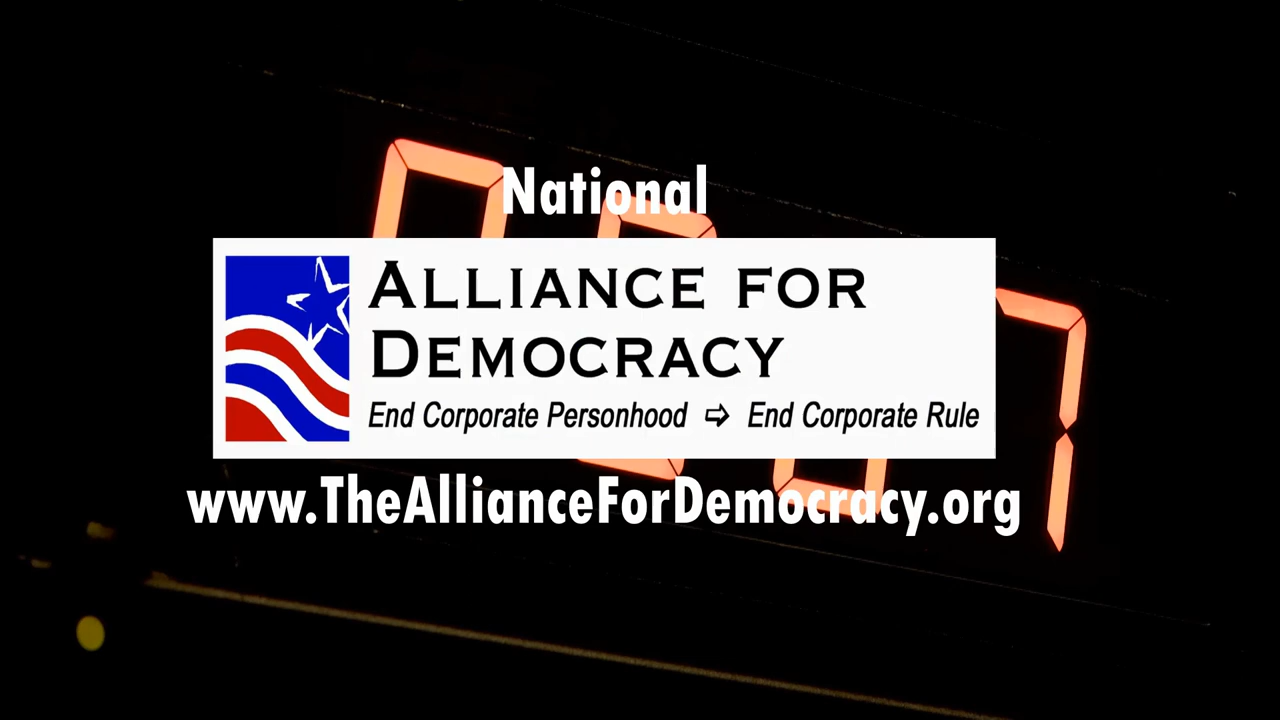 National
ALLIANCE FOR
DEMOCRACY
End Corporate Personhood ➩ End Corporate Rule
www.TheAllianceForDemocracy.org